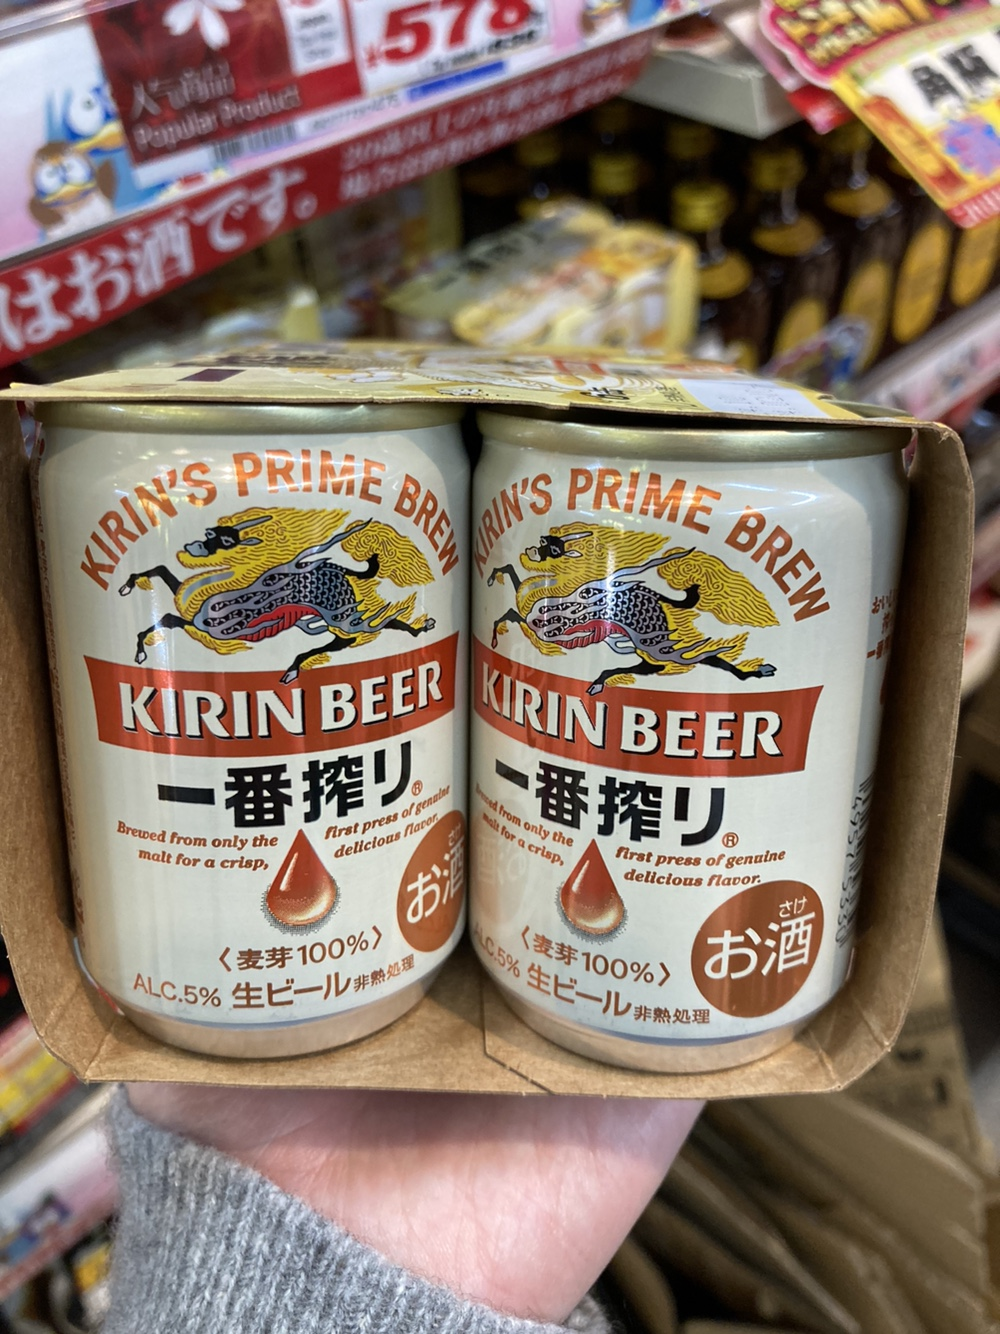 ¥578
人気商品
Popular Product
はお酒です。
KIRIN'S PRIME BREW
KIRIN BEER
一番搾り®
Brewed from only the
malt for a crisp,
first press of genuine
delicious flavor.
さけ
お酒
〈麦芽100%〉
ALC.5% 生ビール 非熱処理
KIRIN'S PRIME BREW
KIRIN BEER
一番搾り®
Brewed from only the
malt for a crisp,
first press of genuine
delicious flavor.
さけ
お酒
〈麦芽100%〉
ALC.5% 生ビール 非熱処理